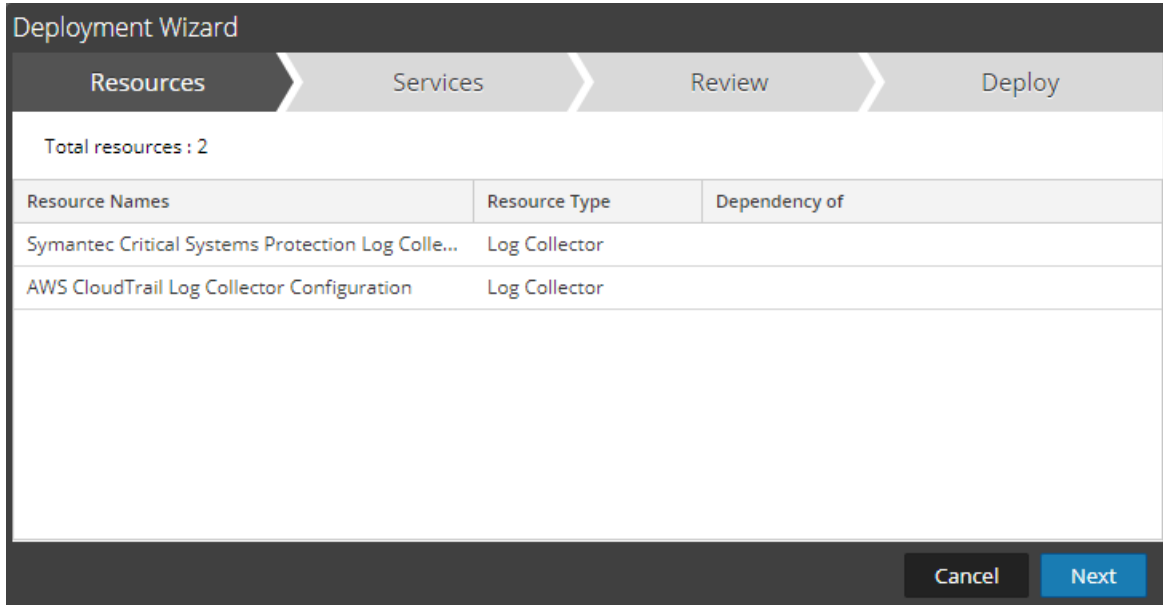 Deployment Wizard
Resources Services Review Deploy
Total resources : 2
Resource Names Resource Type Dependency of
Symantec Critical Systems Protection Log Colle... Log Collector
AWS CloudTrail Log Collector Configuration Log Collector
Cancel Next